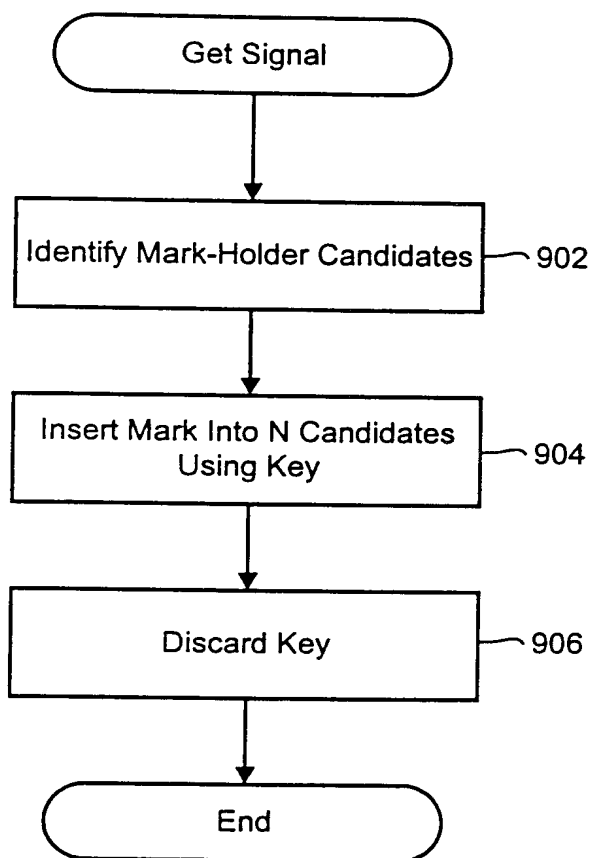 Get Signal
Identify Mark-Holder Candidates
902
Insert Mark Into N Candidates
Using Key
904
Discard Key
906
End